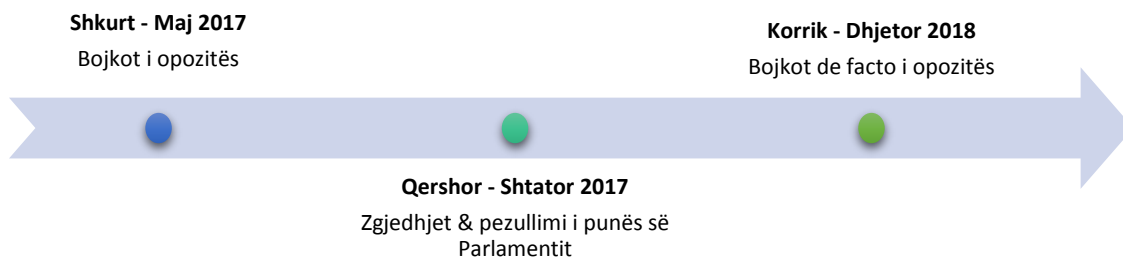 Shkurt - Maj 2017
Bojkot i opozitës
Qershor - Shtator 2017
Zgjedhjet & pezullimi i punës së
Parlamentit
Korrik - Dhjetor 2018
Bojkot de facto i opozitës